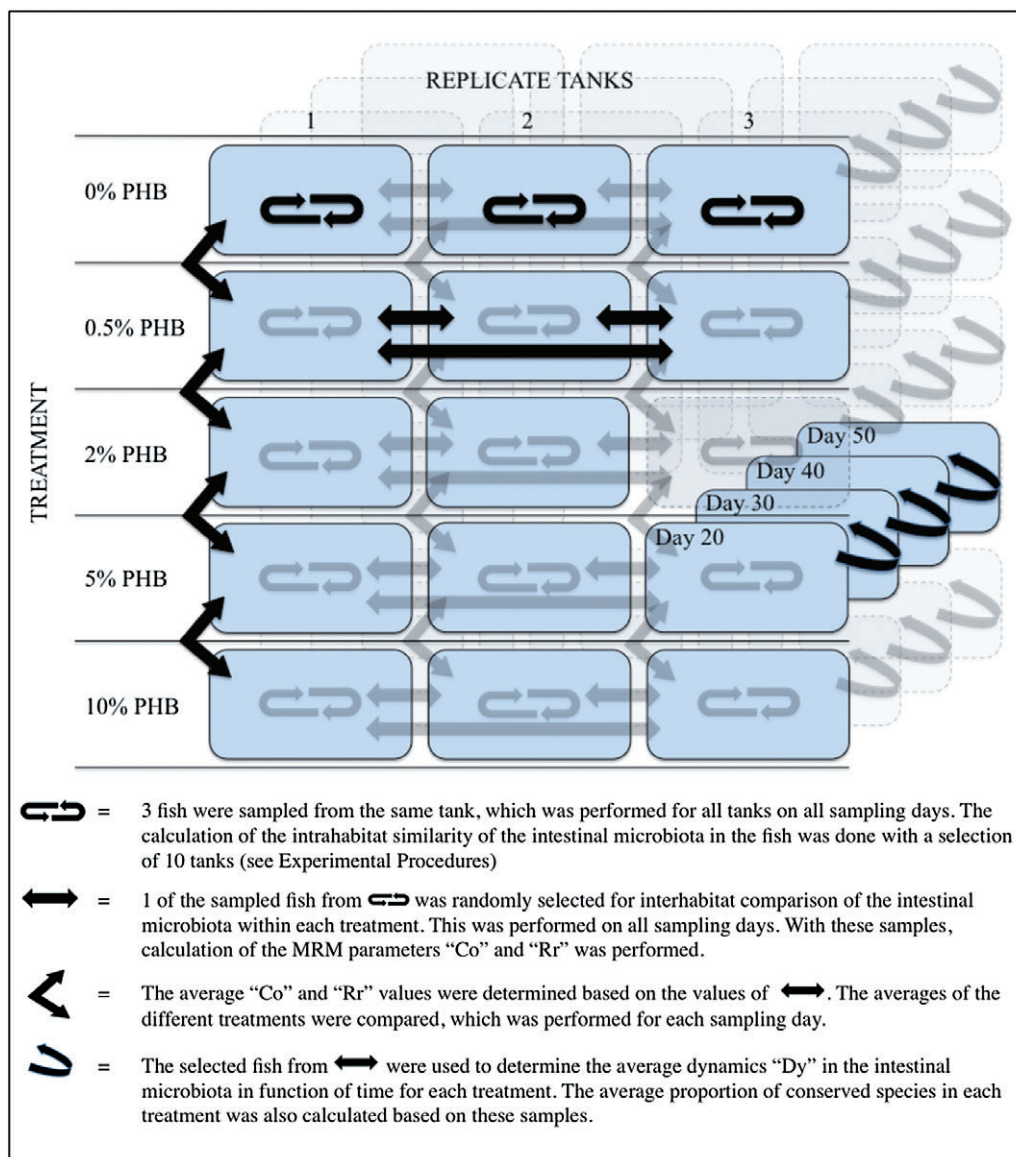 REPLICATE TANKS
1 2 3
TREATMENT
0% PHB
0.5% PHB
2% PHB
Day 50
Day 40
Day 30
Day 20
5% PHB
10% PHB
= 3 fish were sampled from the same tank, which was performed for all tanks on all sampling days. The
calculation of the intrahabitat similarity of the intestinal microbiota in the fish was done with a selection
of 10 tanks (see Experimental Procedures)
= 1 of the sampled fish from was randomly selected for interhabitat comparison of the intestinal
microbiota within each treatment. This was performed on all sampling days. With these samples,
calculation of the MRM parameters “Co” and “Rr” was performed.
= The average “Co” and “Rr” values were determined based on the values of . The averages of the
different treatments were compared, which was performed for each sampling day.
= The selected fish from were used to determine the average dynamics “Dy” in the intestinal
microbiota in function of time for each treatment. The average proportion of conserved species in each
treatment was also calculated based on these samples.